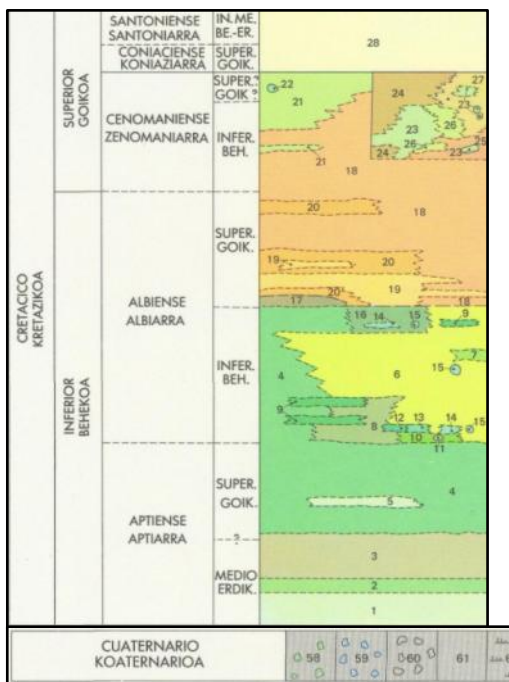 SANTONIENSE
SANTONIARRA
IN.ME.
BE.-ER.
28
CONIACIENSE
KONIAZIARRA
SUPER.
GOIK.
SUPERIOR
GOIKOA
CENOMANIENSE
ZENOMANIARRA
SUPER.
GOIK
22
21
24
27
23
23
26
26
24
23
25
INFER.
BEH.
21
18
20
18
CRETACICO
KRETAZIKOA
INFERIOR
BEHEKOA
ALBIENSE
ALBIARRA
SUPER.
GOIK.
19
20
19
20
17
18
INFER.
BEH.
16
14
15
9
7
15
4
6
9
8
12
13
14
15
10
11
APTIENSE
APTIARRA
SUPER.
GOIK.
4
5
?
MEDIO
ERDIK.
3
2
1
CUATERNARIO
KOATERNARIOA
58
59
60
61